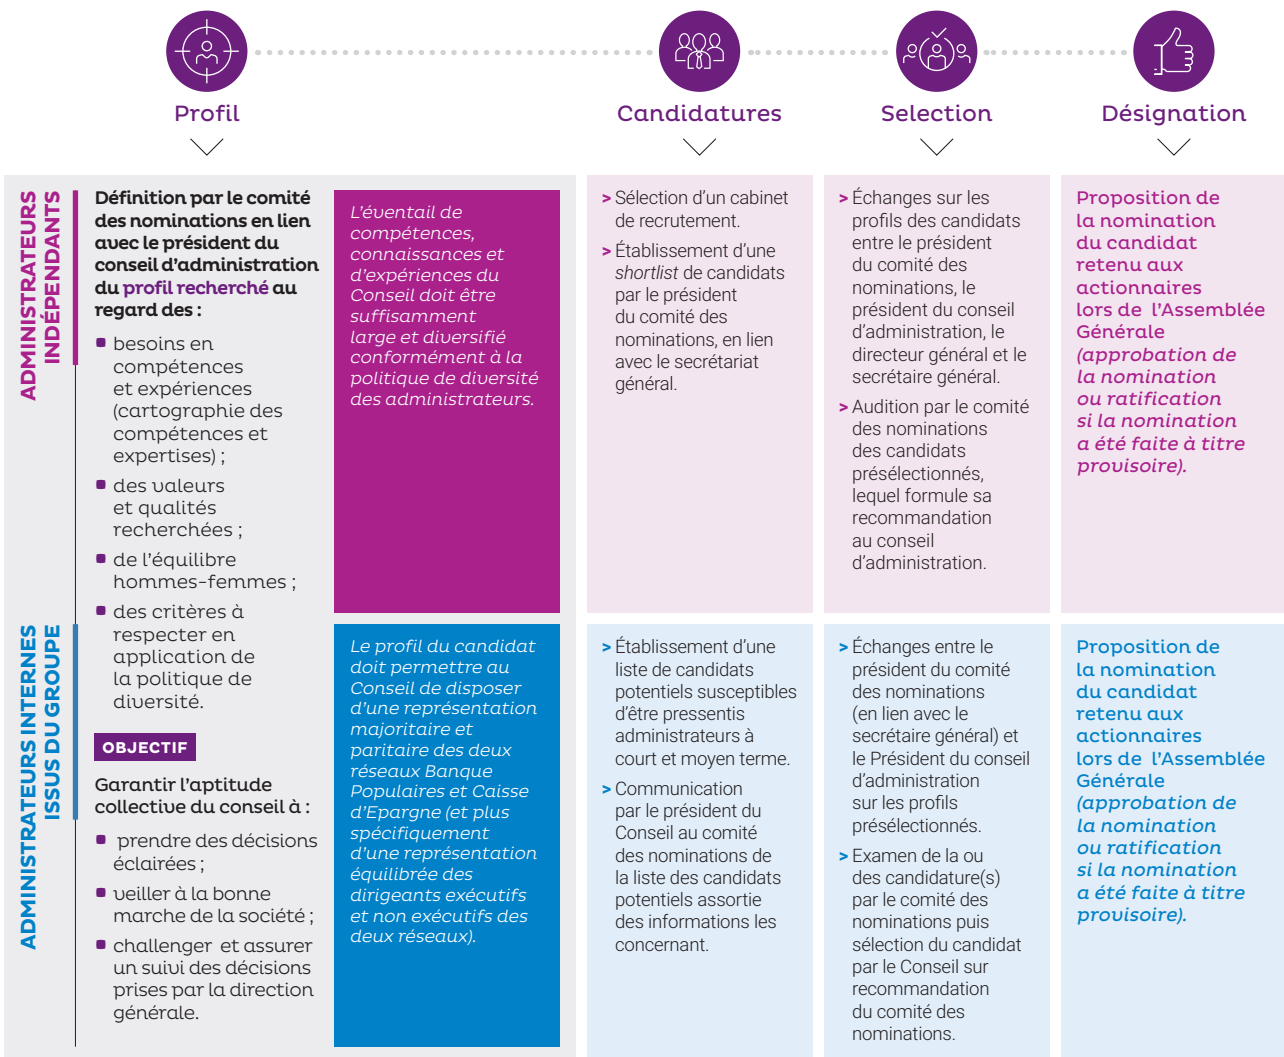 Profil
Candidatures
Selection
Désignation
ADMINISTRATEURS
INDÉPENDANTS
Définition par le comité
des nominations en lien
avec le président du
conseil d’administration
du profil recherché au
regard des :
besoins en
compétences
et expériences
(cartographie des
compétences et
expertises) ;
des valeurs
et qualités
recherchées ;
de l’équilibre
hommes-femmes ;
des critères à
respecter en
application de
la politique de
diversité.
OBJECTIF
Garantir l’aptitude
collective du conseil à :
prendre des décisions
éclairées ;
veiller à la bonne
marche de la société ;
challenger et assurer
un suivi des décisions
prises par la direction
générale.
L’éventail de
compétences,
connaissances et
d’expériences du
Conseil doit être
suffisamment
large et diversifié
conformément à la
politique de diversité
des administrateurs.
> Sélection d’un cabinet
de recrutement.
> Établissement d’une
shortlist de candidats
par le président
du comité des
nominations, en lien
avec le secrétariat
général.
> Échanges sur les
profils des candidats
entre le président
du comité des
nominations, le
président du conseil
d’administration, le
directeur général et le
secrétaire général.
> Audition par le comité
des nominations
des candidats
présélectionnés,
lequel formule sa
recommandation
au conseil
d’administration.
Proposition de
la nomination
du candidat
retenu aux
actionnaires
lors de l’Assemblée
Générale
(approbation de
la nomination
ou ratification
si la nomination
a été faite à titre
provisoire).
ADMINISTRATEURS INTERNES
ISSUS DU GROUPE
Le profil du candidat
doit permettre au
Conseil de disposer
d’une représentation
majoritaire et
paritaire des deux
réseaux Banque
Populaires et Caisse
d’Epargne (et plus
spécifiquement
d’une représentation
équilibrée des
dirigeants exécutifs
et non exécutifs des
deux réseaux).
> Établissement d’une
liste de candidats
potentiels susceptibles
d’être pressentis
administrateurs à
court et moyen terme.
> Communication
par le président du
Conseil au comité
des nominations de
la liste des candidats
potentiels assortie
des informations les
concernant.
> Échanges entre le
président du comité
des nominations
(en lien avec le
secrétaire général) et
le Président du conseil
d’administration
sur les profils
présélectionnés.
> Examen de la ou
des candidature(s)
par le comité des
nominations puis
sélection du candidat
par le Conseil sur
recommandation
du comité des
nominations.
Proposition de
la nomination
du candidat
retenu aux
actionnaires
lors de l’Assemblée
Générale
(approbation de
la nomination
ou ratification
si la nomination
a été faite à titre
provisoire).